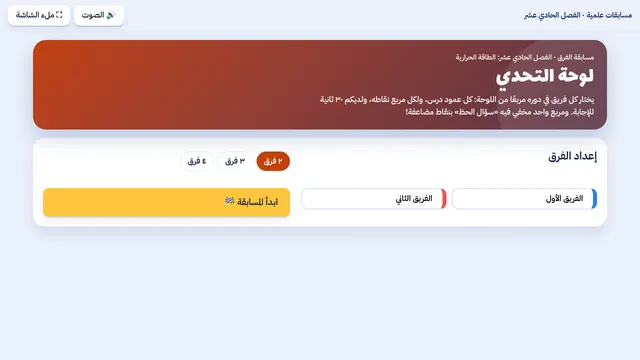 مسابقات علمية · الفصل الحادي عشر
🔊 الصوت
⛶ ملء الشاشة
مسابقة الفرق · الفصل الحادي عشر: الطاقة الحرارية
لوحة التحدي
يختار كل فريق في دوره مربعًا من اللوحة: كل عمود درس، ولكل مربع نقاطه، ولديكم ٣٠ ثانية
للإجابة. ومربع واحد مخفي فيه «سؤال الحظ» بنقاط مضاعفة!
إعداد الفرق
٢ فرق
٣ فرق
٤ فرق
الفريق الأول
الفريق الثاني
ابدأ المسابقة 🏁